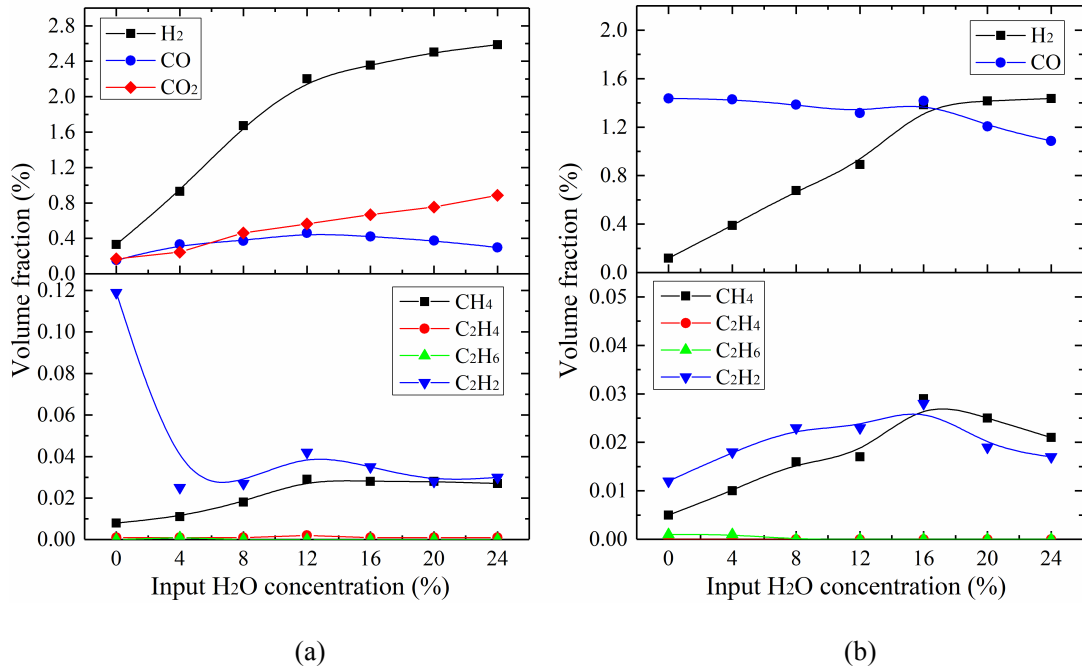 2.8
2.4
2.0
1.6
1.2
0.8
0.4
0.0
H2
CO
CO2
0.12
0.10
0.08
0.06
0.04
0.02
0.00
CH4
C2H4
C2H6
C2H2
Volume fraction (%)
0 4 8 12 16 20 24
Input H2O concentration (%)
(a)
2.0
1.6
1.2
0.8
0.4
0.0
H2
CO
0.05
0.04
0.03
0.02
0.01
0.00
CH4
C2H4
C2H6
C2H2
Volume fraction (%)
0 4 8 12 16 20 24
Input H2O concentration (%)
(b)